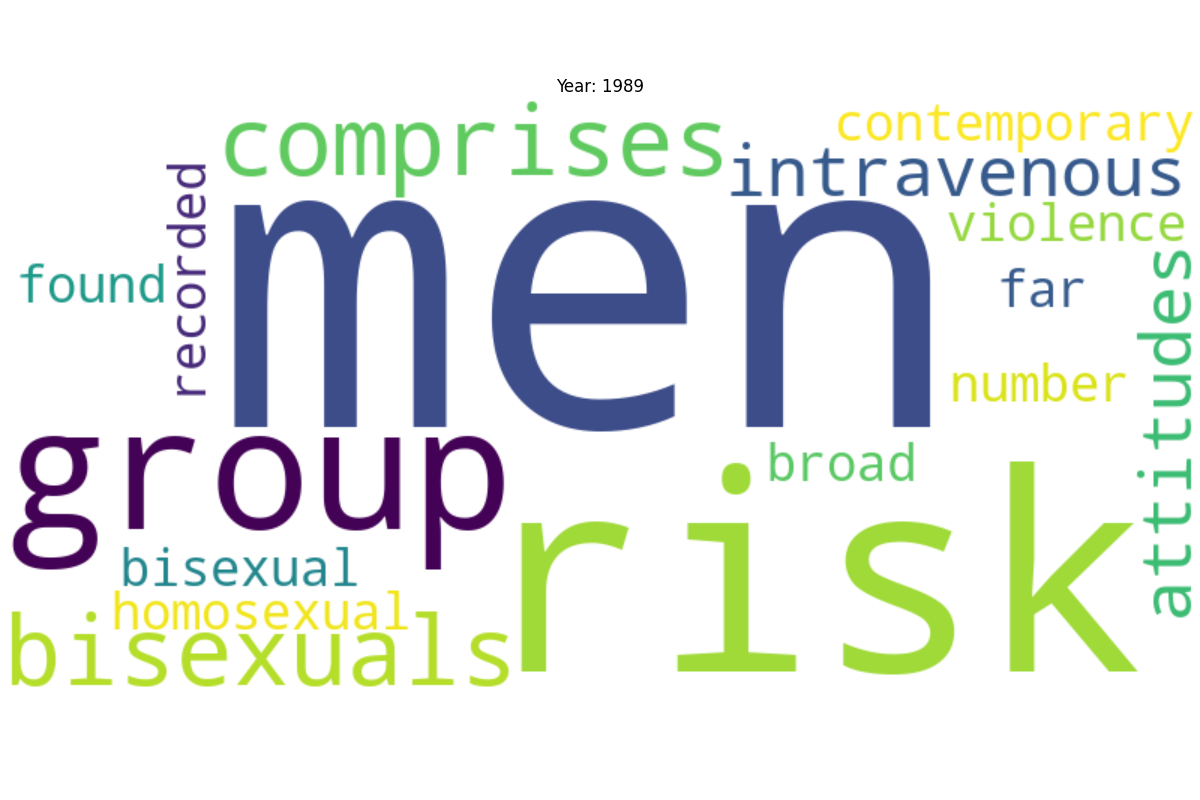 Year: 1989
comprises
contemporary
intravenous
recorded
men
violence
found
far
attitudes
number
group
broad
risk
bisexual
homosexual
bisexuals